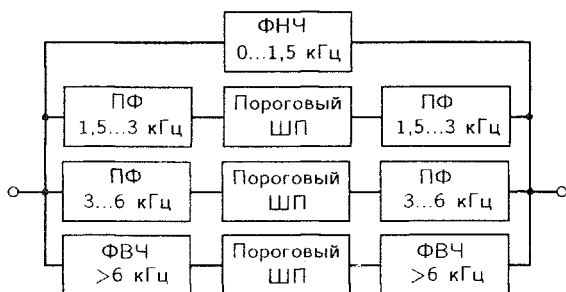 ФНЧ
0...1,5 кГц
ПФ
1,5...3 кГц
Пороговый
ШП
ПФ
1,5...3 кГц
ПФ
3...6 кГц
Пороговый
ШП
ПФ
3...6 кГц
ФВЧ
>6 кГц
Пороговый
ШП
ФВЧ
>6 кГц